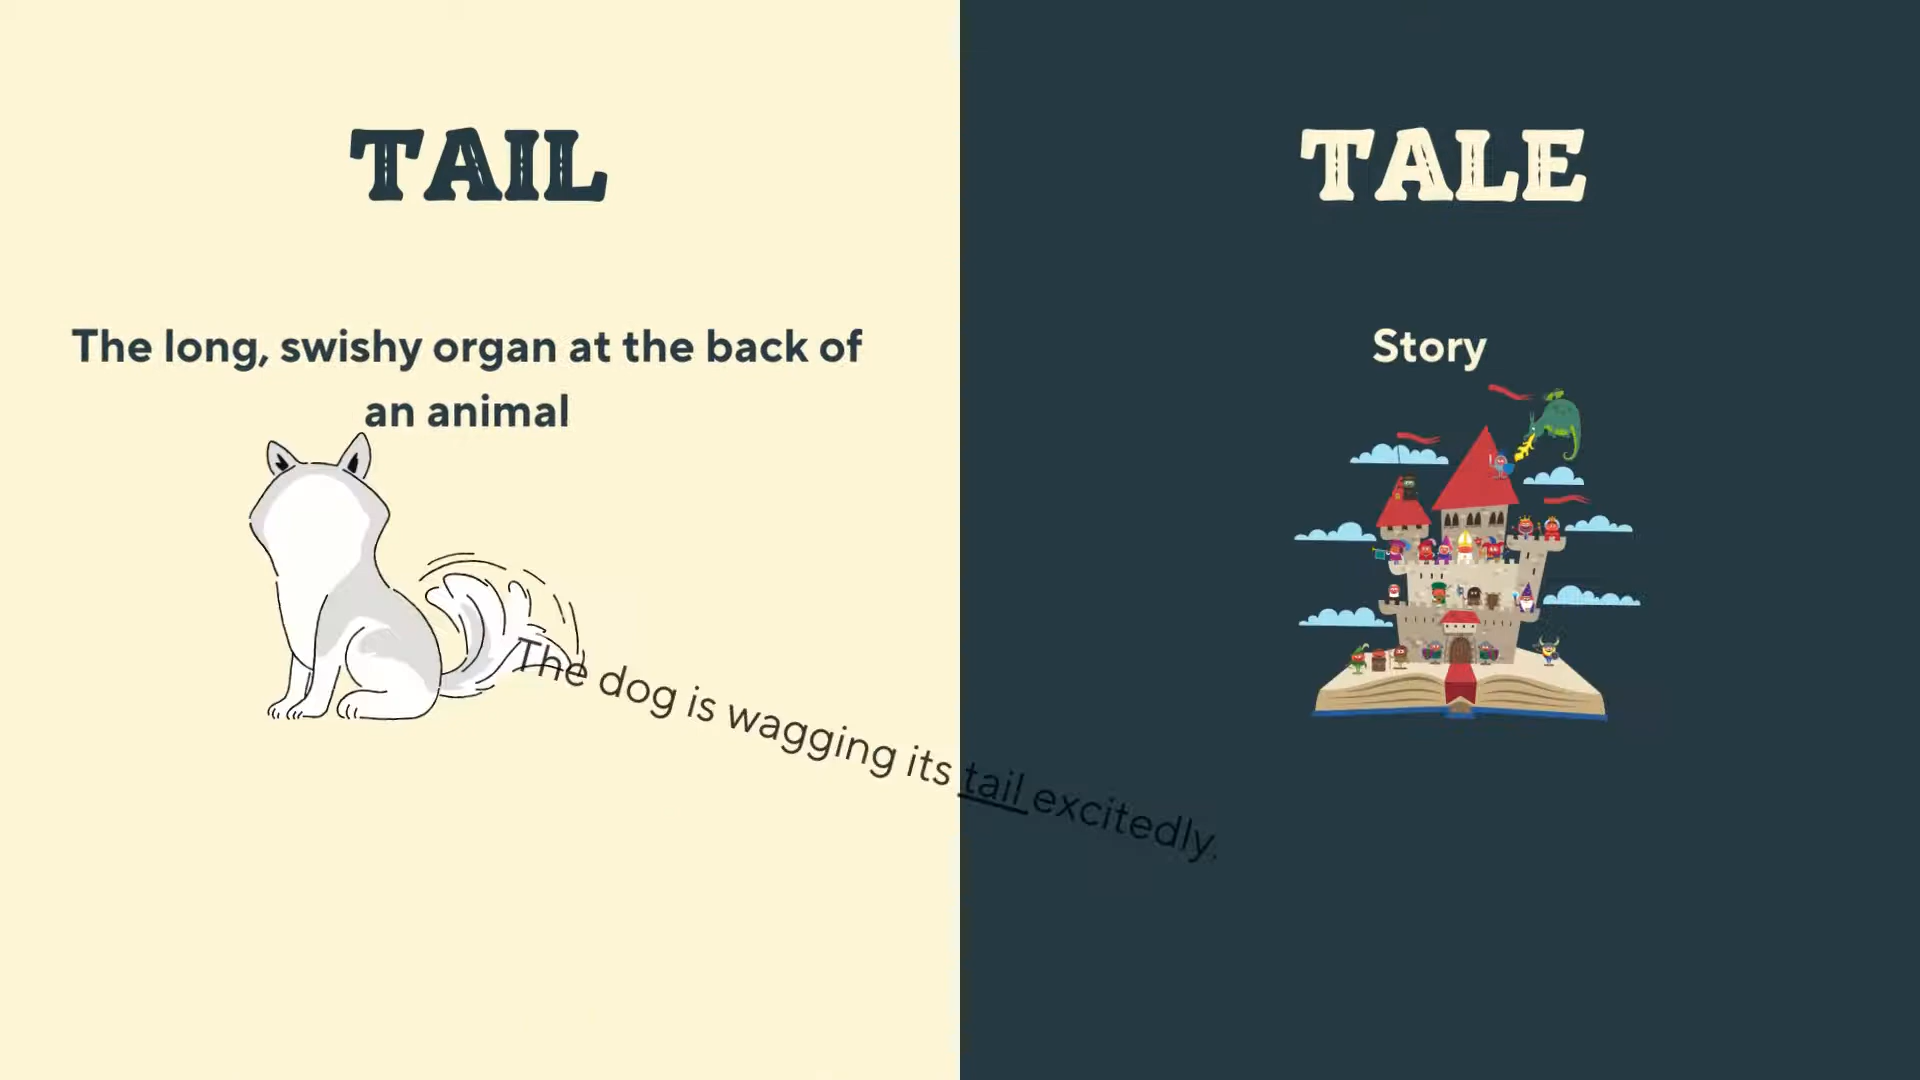 TAIL
The long, swishy organ at the back of
an animal
The dog is wagging its tail excitedly.
TALE
Story